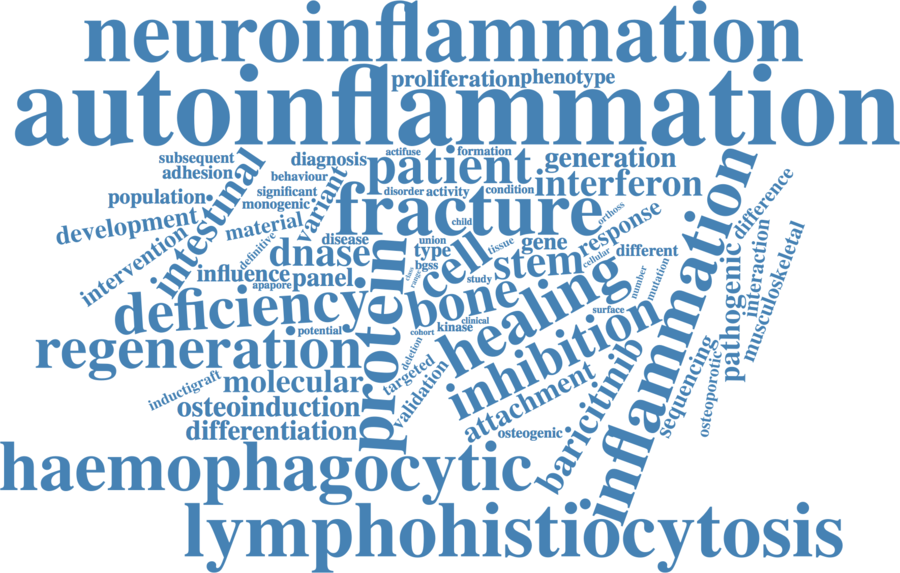 neuroinflammation
proliferation
phenotype
autoinflammation
subsequent
adhesion
intestinal
diagnosis
actifuse
formation
patient
generation
behaviour
significant
monogenic
variant
disorder
activity
condition
interferon
population
development
intervention
material
fracture
child
orthoss
response
difference
definitive
disease
dnase
influence
panel
apapore
union
type
bgss
cell
tissue
gene
stem
cellular
different
class
range
study
number
mutation
inflammation
pathogenic
interaction
musculoskeletal
deficiency
protein
bone
healing
surface
potential
cohort
kinase
clinical
regeneration
deletion
targeted
validation
inhibition
inductigraft
molecular
osteoinduction
differentiation
attachment
osteogenic
baricitinib
sequencing
osteoporotic
haemophagocytic
lymphohistiocytosis